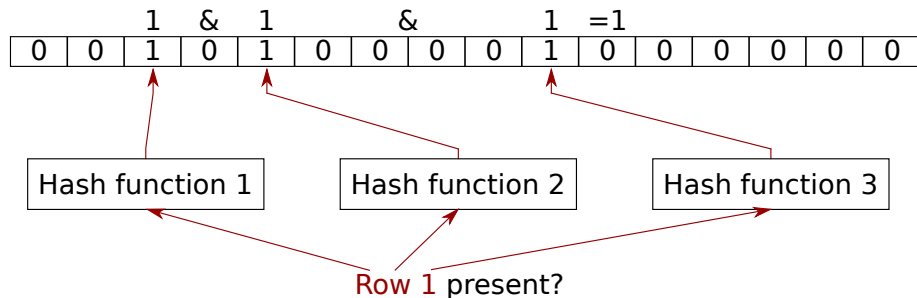 1 & 1 & 1 =1
0 0 1 0 1 0 0 0 0 1 0 0 0 0 0 0
Hash function 1 Hash function 2 Hash function 3
Row 1 present?